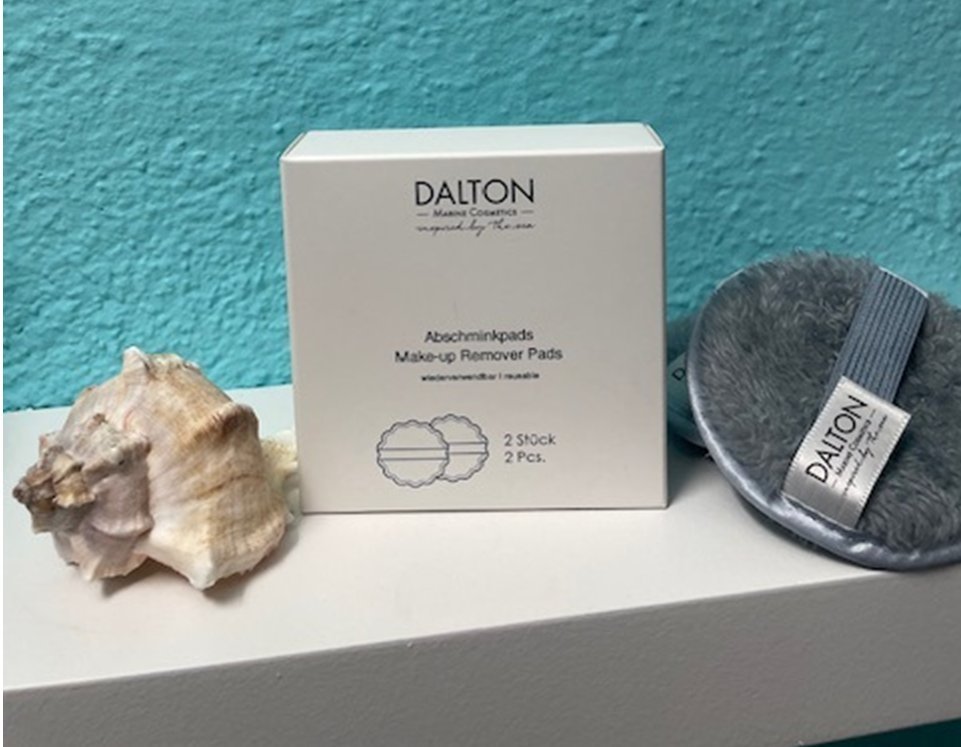 DALTON
MARINE COSMETICS
inspired by the sea
Abschminkpads
Make-up Remover Pads
wiederverwendbar I reusable
2 Stück
2 Pcs.
DALTON
MARINE COSMETICS
inspired by the sea